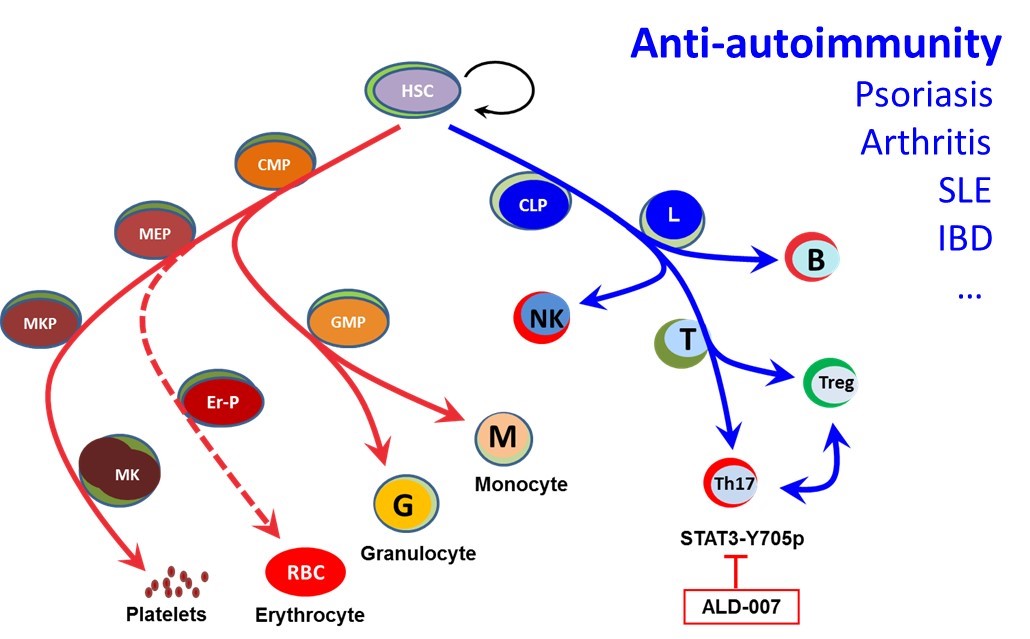 Anti-autoimmunity
Psoriasis
Arthritis
SLE
IBD
...
HSC
CMP
CLP
L
MEP
B
MKP
GMP
NK
T
Treg
Er-P
M
Monocyte
MK
Th17
G
Granulocyte
STAT3-Y705p
RBC
ALD-007
Platelets
Erythrocyte